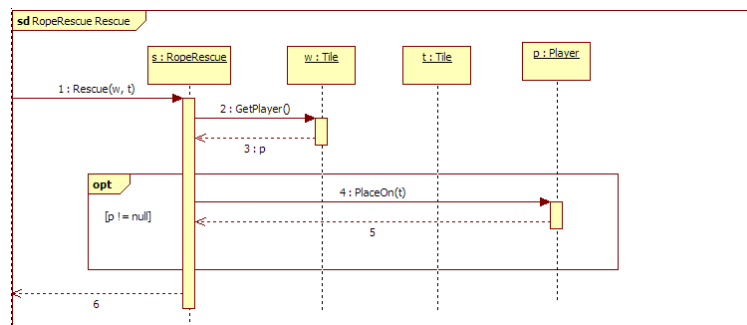 sd RopeRescue Rescue
s : RopeRescue
w : Tile
t : Tile
p : Player
1 : Rescue(w, t)
2 : GetPlayer()
3 : p
opt
[p != null]
4 : PlaceOn(t)
5
6